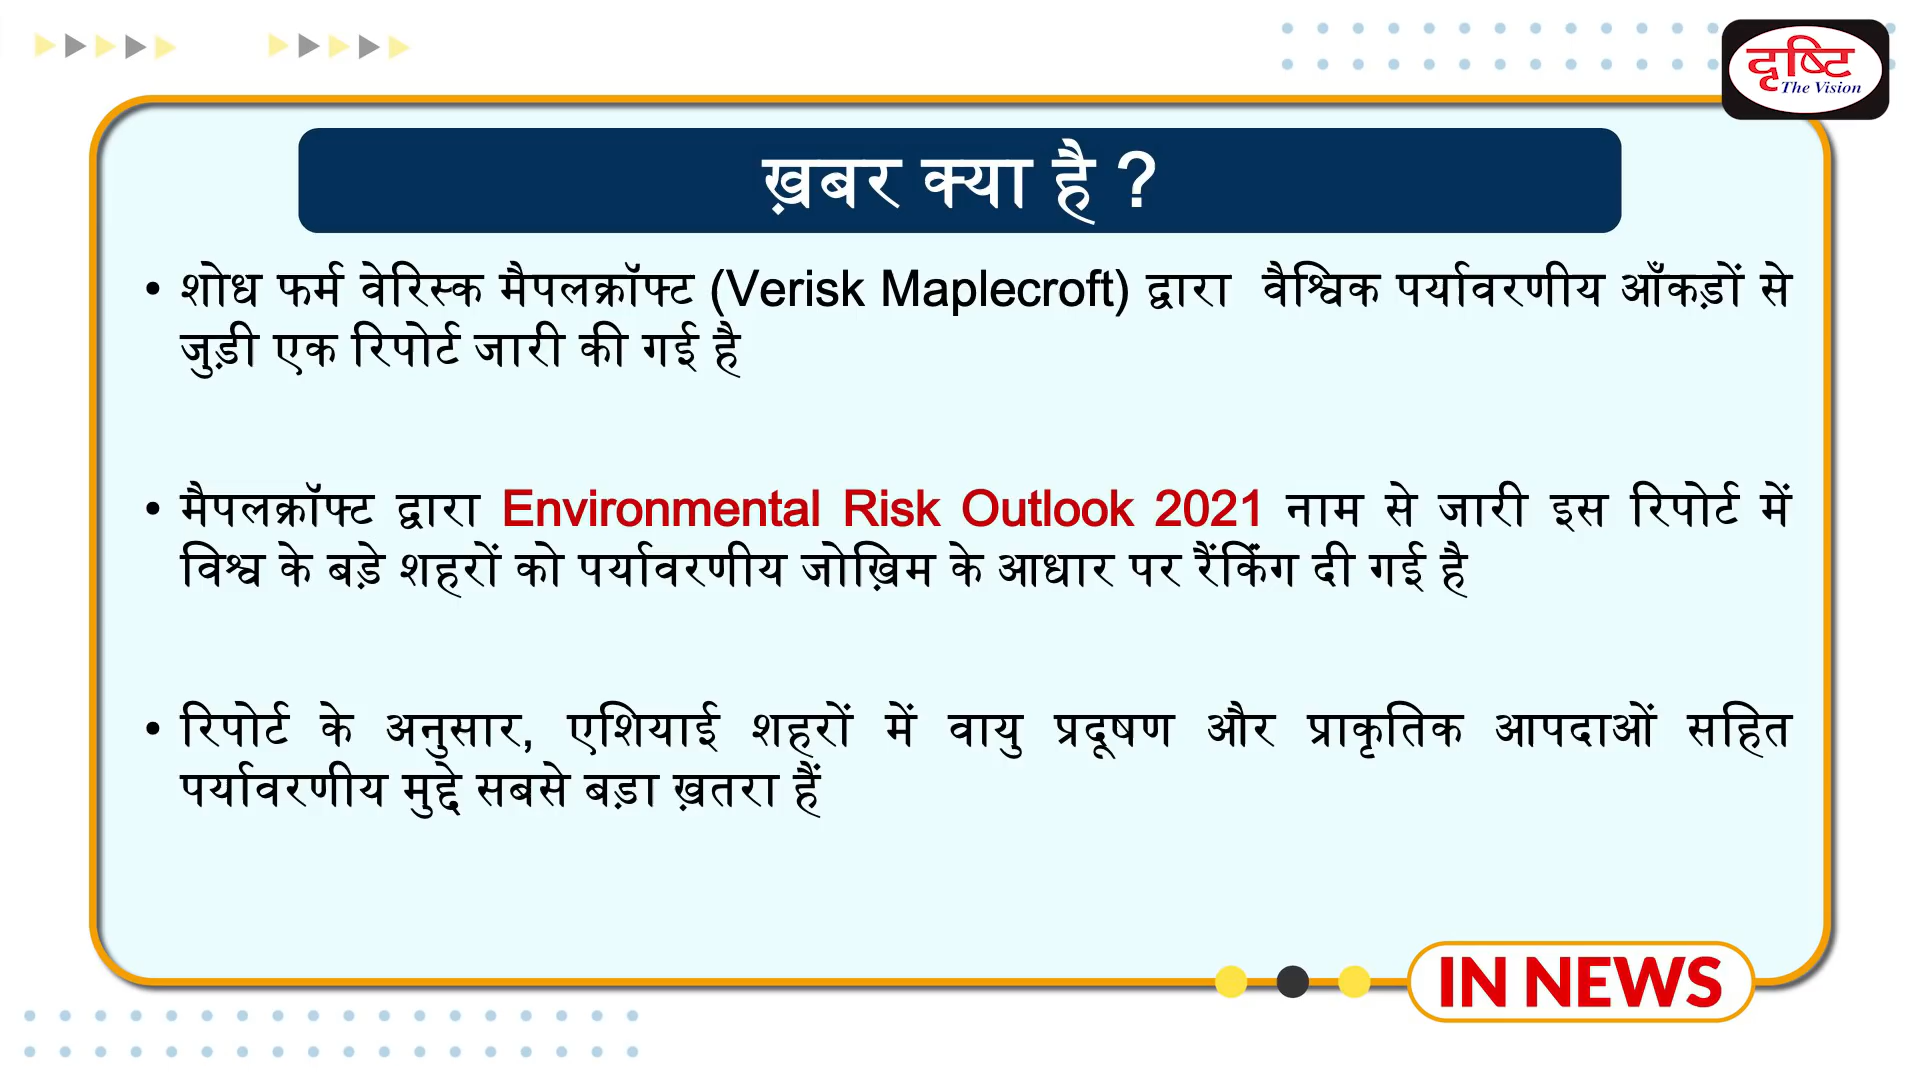 दृष्टि
The Vision
ख़बर क्या है ?
• शोध फर्म वेरिस्क मैपलक्रॉफ्ट (Verisk Maplecroft) द्वारा वैश्विक पर्यावरणीय आँकड़ों से
जुड़ी एक रिपोर्ट जारी की गई है
• मैपलक्रॉफ्ट द्वारा Environmental Risk Outlook 2021 नाम से जारी इस रिपोर्ट में
विश्व के बड़े शहरों को पर्यावरणीय जोख़िम के आधार पर रैंकिंग दी गई है
• रिपोर्ट के अनुसार, एशियाई शहरों में वायु प्रदूषण और प्राकृतिक आपदाओं सहित
पर्यावरणीय मुद्दे सबसे बड़ा ख़तरा हैं
IN NEWS